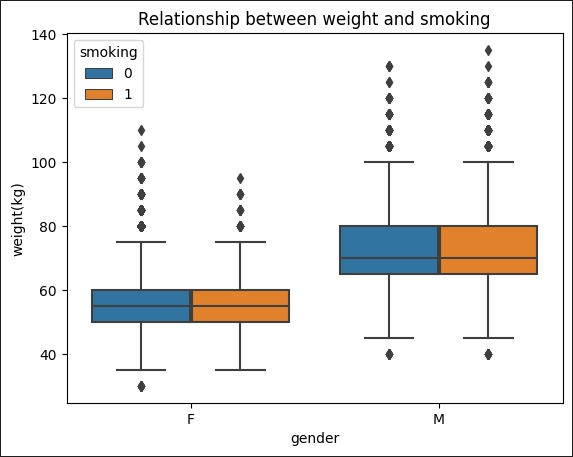 Relationship between weight and smoking
140
120
100
80
60
40
weight(kg)
smoking
0
1
F
M
gender